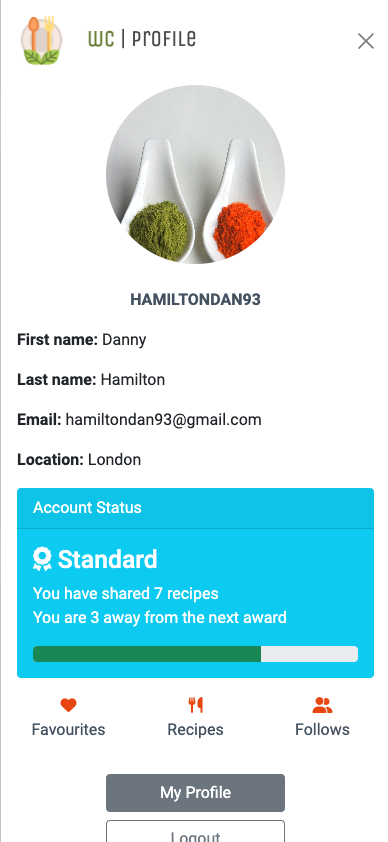 WC | Profile
HAMILTONDAN93
First name: Danny
Last name: Hamilton
Email: hamiltondan93@gmail.com
Location: London
Account Status
Standard
You have shared 7 recipes
You are 3 away from the next award
Favourites Recipes Follows
My Profile
Logout